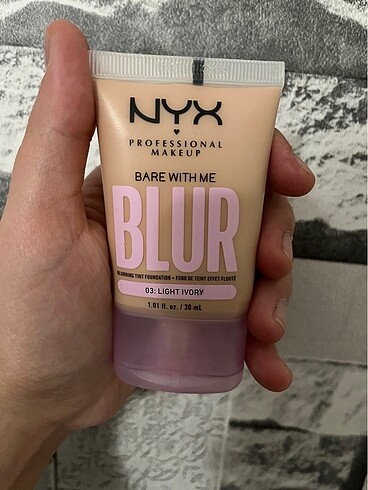 NYX
PROFESSIONAL
MAKEUP
BARE WITH ME
BLUR
BLURRING TINT FOUNDATION • FOND DE TEINT EFFET FLOUTÉ
03: LIGHT IVORY
1.01 fl. oz. / 30 mL